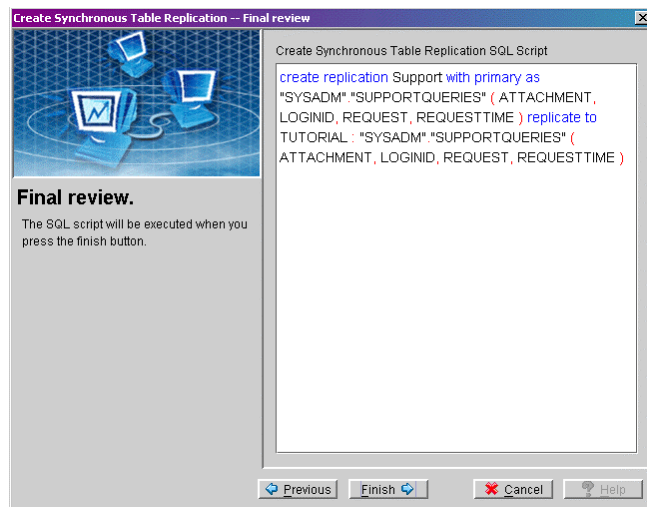 Create Synchronous Table Replication -- Final review
Create Synchronous Table Replication SQL Script
create replication Support with primary as
"SYSADM"."SUPPORTQUERIES" ( ATTACHMENT,
LOGINID, REQUEST, REQUESTTIME ) replicate to
TUTORIAL : "SYSADM"."SUPPORTQUERIES" (
ATTACHMENT, LOGINID, REQUEST, REQUESTTIME )
Final review.
The SQL script will be executed when you
press the finish button.
Previous Finish Cancel Help